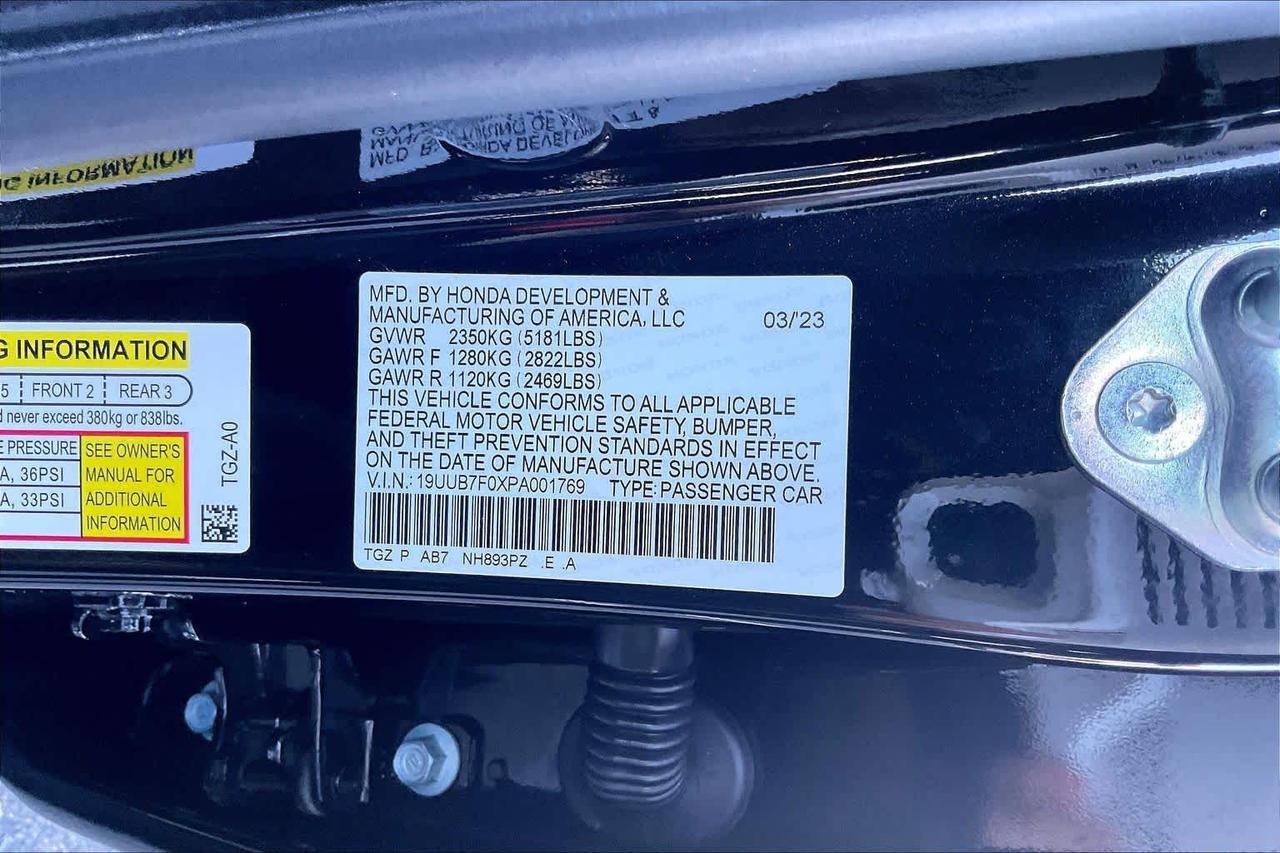 G INFORMATION
5 FRONT 2 REAR 3
d never exceed 380kg or 838lbs.
E PRESSURE
A, 36PSI
A, 33PSI
SEE OWNER'S
MANUAL FOR
ADDITIONAL
INFORMATION
TGZ-A0
MFD. BY HONDA DEVELOPMENT &
MANUFACTURING OF AMERICA, LLC 03/'23
GVWR 2350KG (5181LBS)
GAWR F 1280KG (2822LBS)
GAWR R 1120KG (2469LBS)
THIS VEHICLE CONFORMS TO ALL APPLICABLE
FEDERAL MOTOR VEHICLE SAFETY, BUMPER,
AND THEFT PREVENTION STANDARDS IN EFFECT
ON THE DATE OF MANUFACTURE SHOWN ABOVE.
V.I.N.: 19UUB7F0XPA001769 TYPE: PASSENGER CAR
TGZ P AB7 NH893PZ .E .A